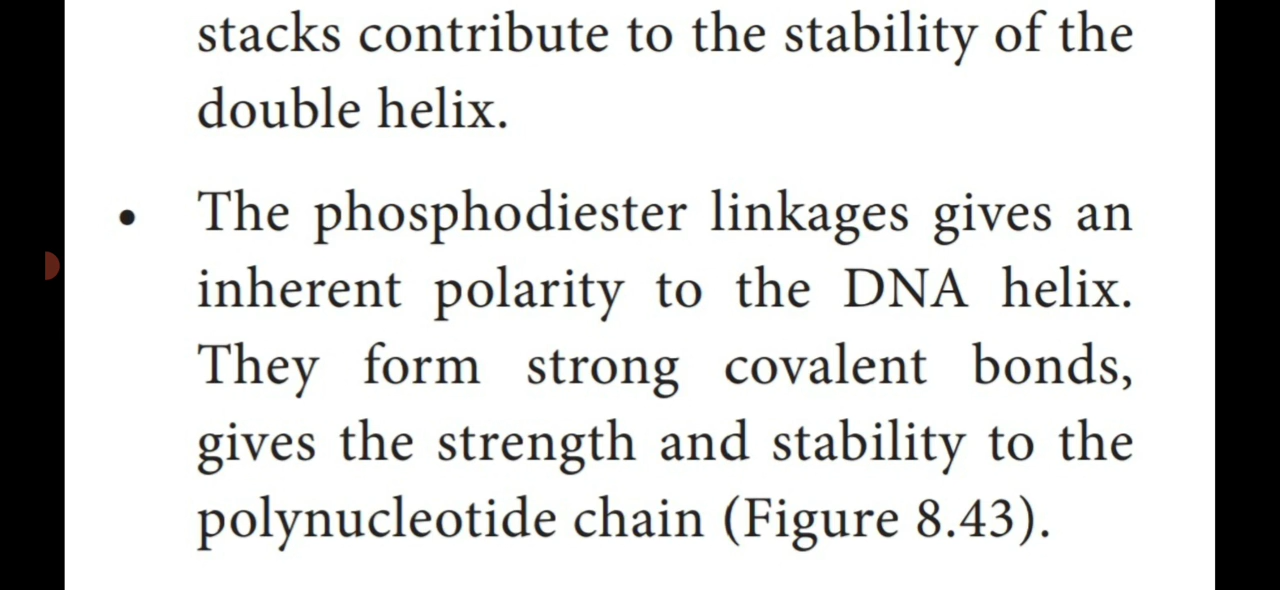 stacks contribute to the stability of the
double helix.
• The phosphodiester linkages gives an
inherent polarity to the DNA helix.
They form strong covalent bonds,
gives the strength and stability to the
polynucleotide chain (Figure 8.43).